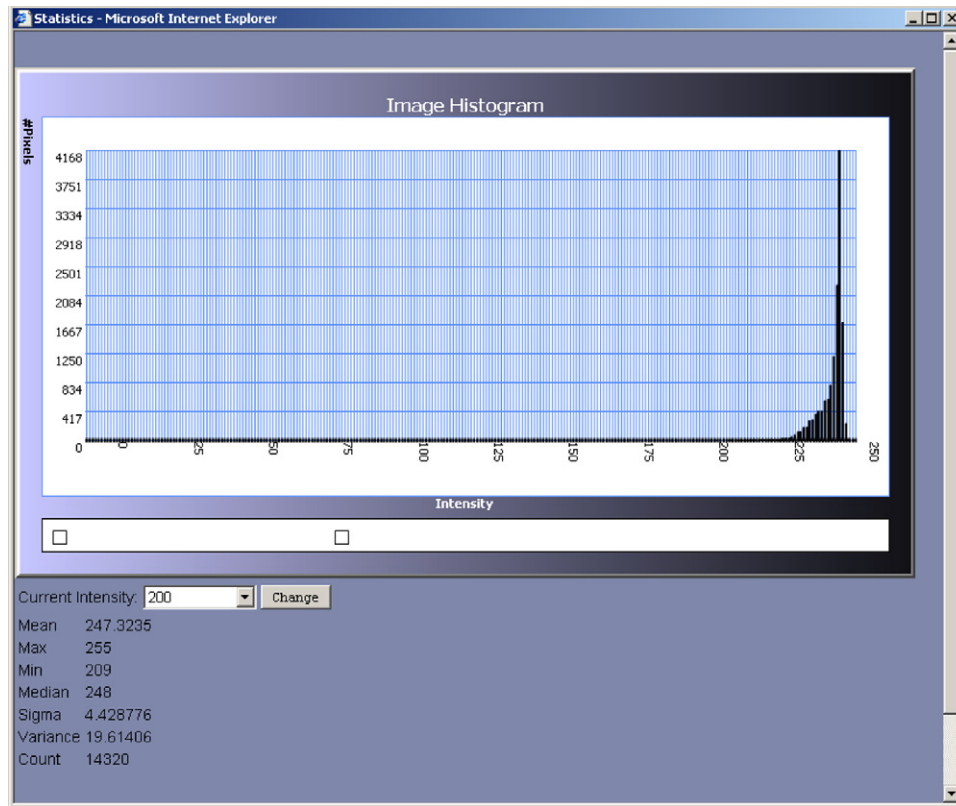 Statistics - Microsoft Internet Explorer
Image Histogram
#Pixels
4168
3751
3334
2918
2501
2084
1667
1250
834
417
0
0 25 50 75 100 125 150 175 200 225 250
Intensity
Current Intensity: 200 Change
Mean 247.3235
Max 255
Min 209
Median 248
Sigma 4.428776
Variance 19.61406
Count 14320